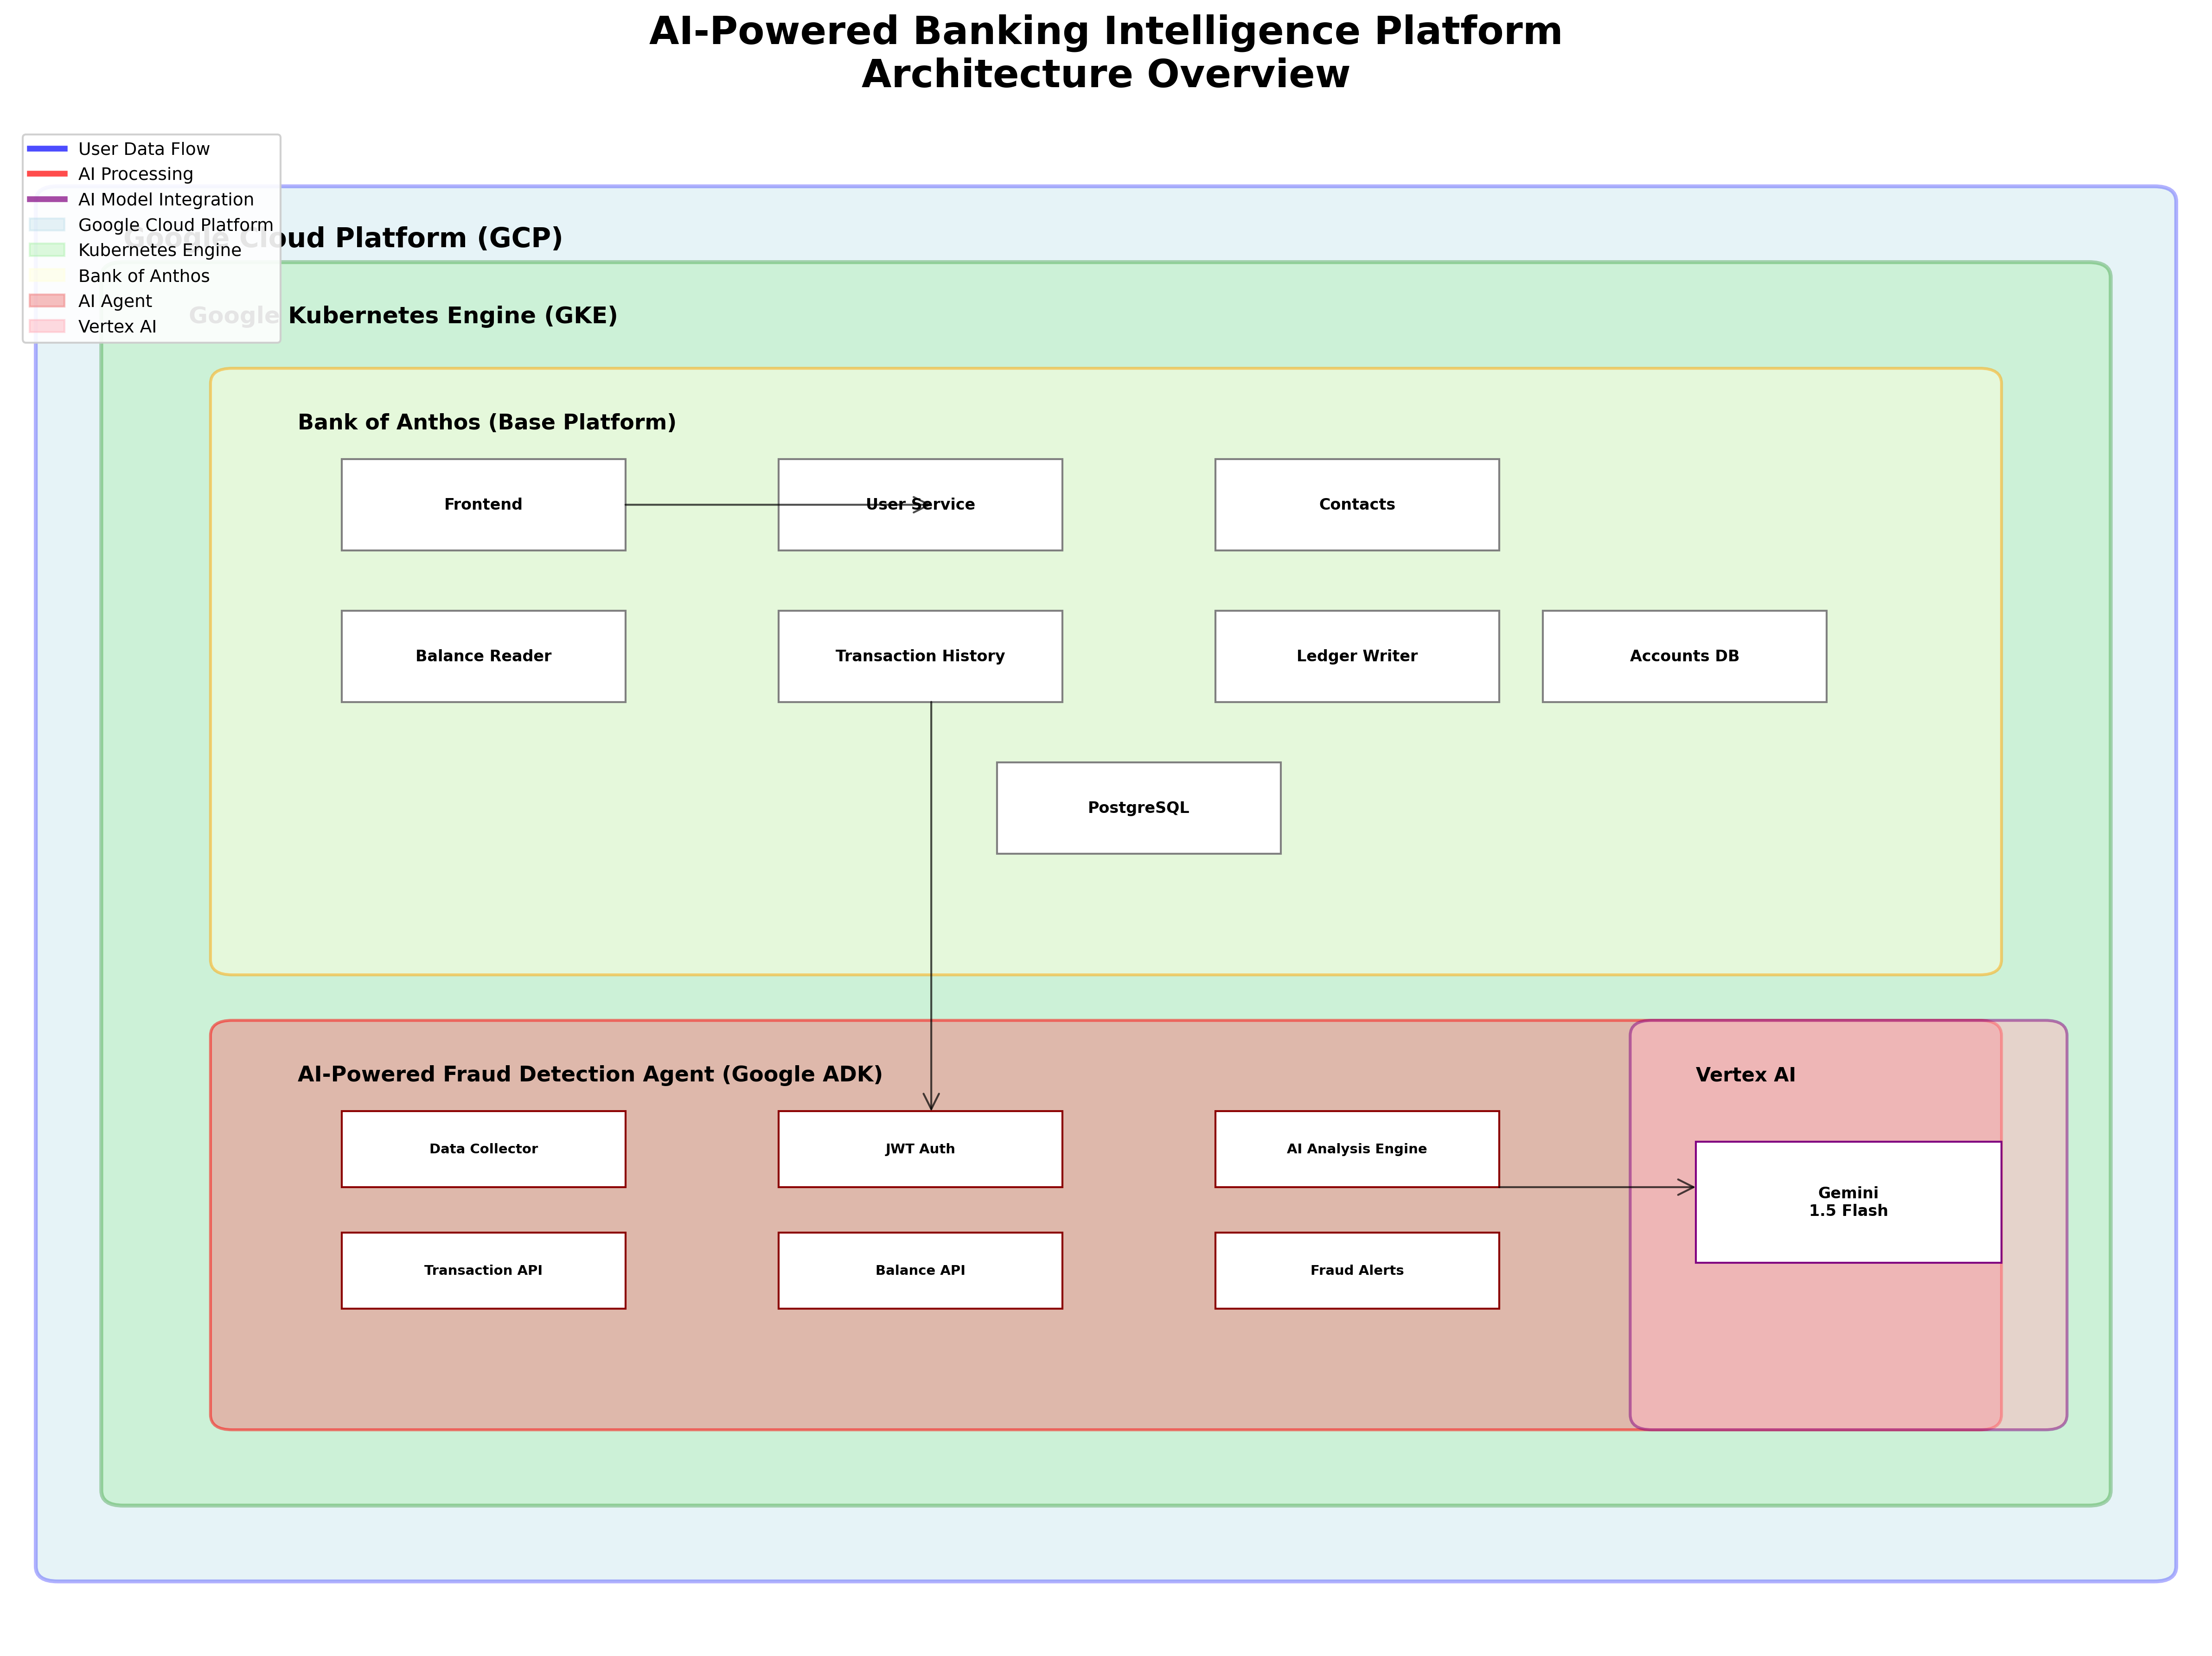 AI-Powered Banking Intelligence Platform
Architecture Overview
User Data Flow
AI Processing
AI Model Integration
Google Cloud Platform
Kubernetes Engine
Bank of Anthos
AI Agent
Vertex AI
Google Cloud Platform (GCP)
Google Kubernetes Engine (GKE)
Bank of Anthos (Base Platform)
Frontend
User Service
Contacts
Balance Reader
Transaction History
Ledger Writer
Accounts DB
PostgreSQL
AI-Powered Fraud Detection Agent (Google ADK)
Vertex AI
Data Collector
JWT Auth
AI Analysis Engine
Gemini
1.5 Flash
Transaction API
Balance API
Fraud Alerts